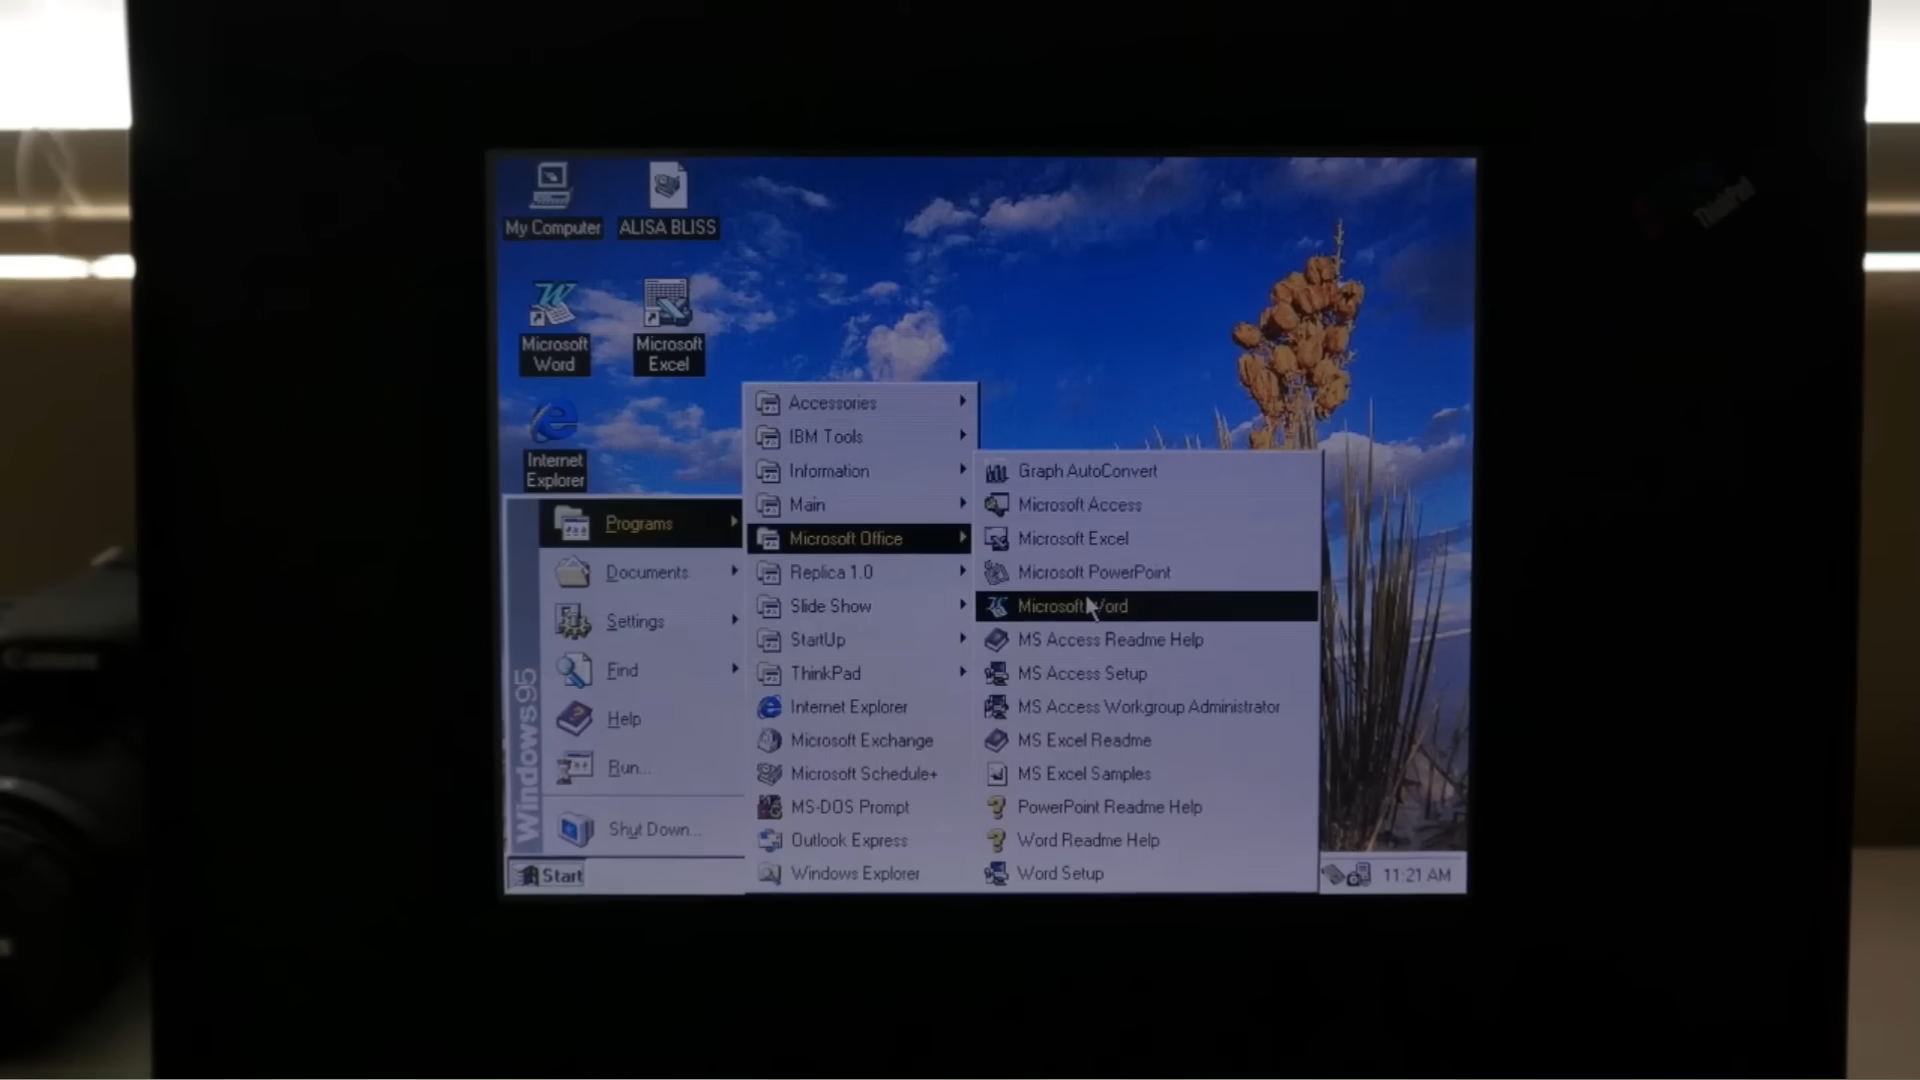 My Computer
ALISA BLISS
Microsoft
Word
Microsoft
Excel
Internet
Explorer
Programs
Documents
Settings
Find
Help
Run...
Shut Down...
Windows95
Start
Accessories
IBM Tools
Information
Main
Microsoft Office
Replica 1.0
Slide Show
StartUp
ThinkPad
Internet Explorer
Microsoft Exchange
Microsoft Schedule+
MS-DOS Prompt
Outlook Express
Windows Explorer
Graph AutoConvert
Microsoft Access
Microsoft Excel
Microsoft PowerPoint
Microsoft Word
MS Access Readme Help
MS Access Setup
MS Access Workgroup Administrator
MS Excel Readme
MS Excel Samples
PowerPoint Readme Help
Word Readme Help
Word Setup
11:21 AM
ThinkPad
Canon